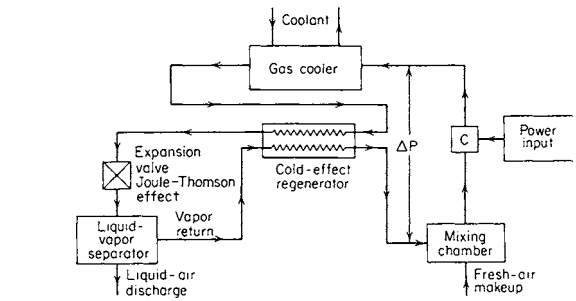 Coolant
Gas cooler
Power
input
C
ΔP
Expansion
valve
Joule-Thomson
effect
Cold-effect
regenerator
Vapor
return
Liquid-
vapor
separator
Mixing
chamber
Liquid-air
discharge
Fresh-air
makeup